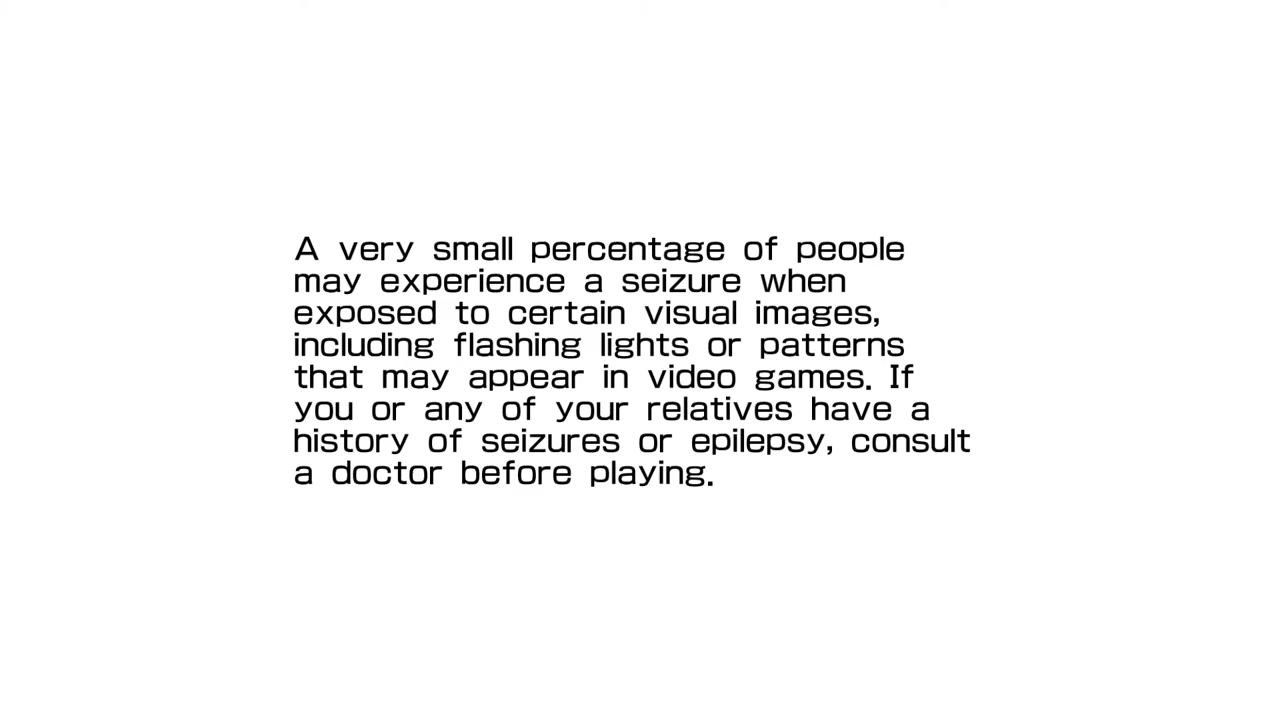 A very small percentage of people
may experience a seizure when
exposed to certain visual images,
including flashing lights or patterns
that may appear in video games. If
you or any of your relatives have a
history of seizures or epilepsy, consult
a doctor before playing.